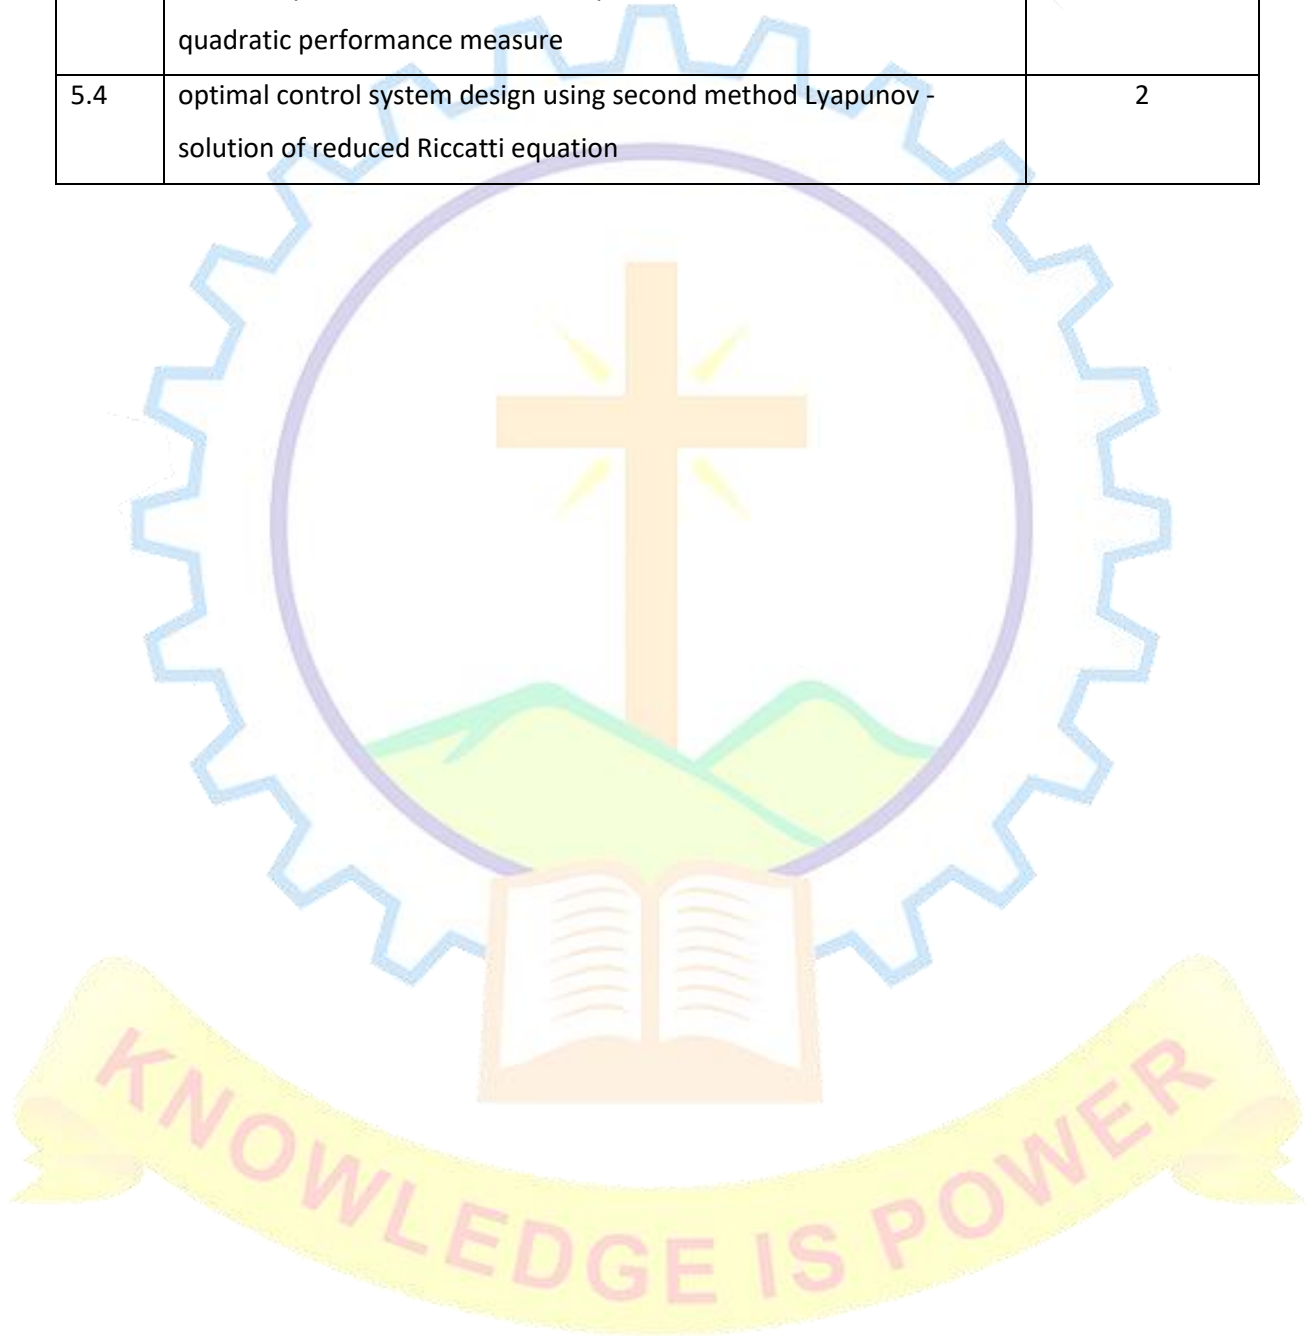 quadratic performance measure
5.4 optimal control system design using second method Lyapunov - 2
solution of reduced Riccatti equation
KNOWLEDGE IS POWER